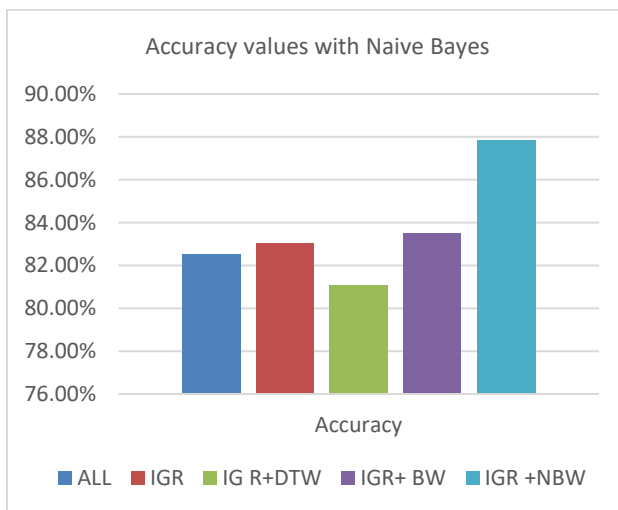 Accuracy values with Naive Bayes
90.00%
88.00%
86.00%
84.00%
82.00%
80.00%
78.00%
76.00%
Accuracy
ALL IGR IG R+DTW IGR+ BW IGR +NBW